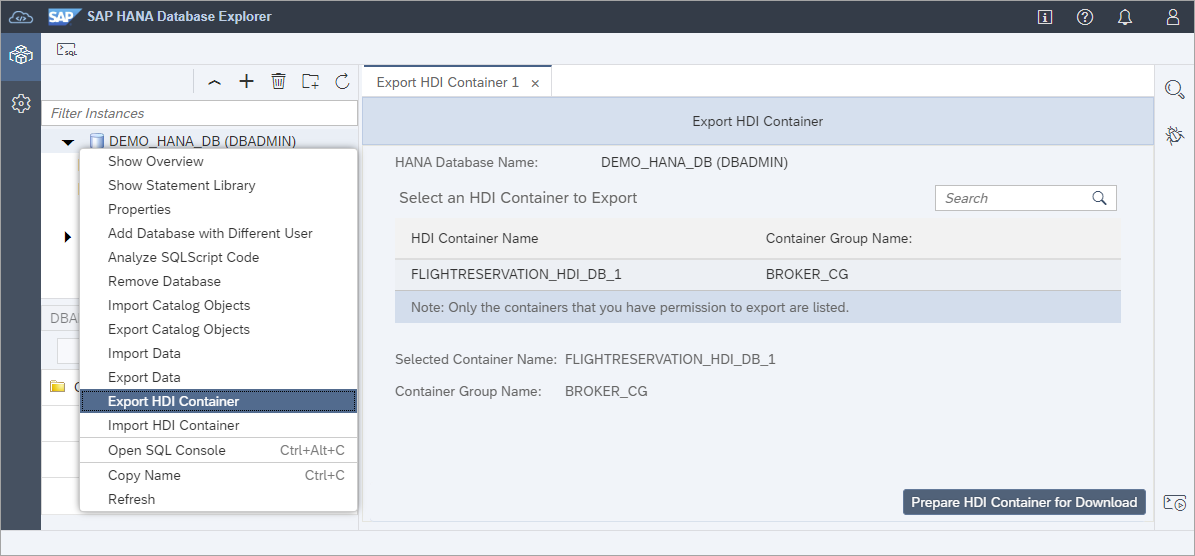 SAP SAP HANA Database Explorer
SQL
Filter Instances
DEMO_HANA_DB (DBADMIN)
Show Overview
Show Statement Library
Properties
Add Database with Different User
Analyze SQLScript Code
Remove Database
Import Catalog Objects
Export Catalog Objects
Import Data
Export Data
Export HDI Container
Import HDI Container
Open SQL Console Ctrl+Alt+C
Copy Name Ctrl+C
Refresh
Export HDI Container 1
Export HDI Container
HANA Database Name: DEMO_HANA_DB (DBADMIN)
Select an HDI Container to Export
Search
HDI Container Name Container Group Name:
FLIGHTRESERVATION_HDI_DB_1 BROKER_CG
Note: Only the containers that you have permission to export are listed.
Selected Container Name: FLIGHTRESERVATION_HDI_DB_1
Container Group Name: BROKER_CG
Prepare HDI Container for Download